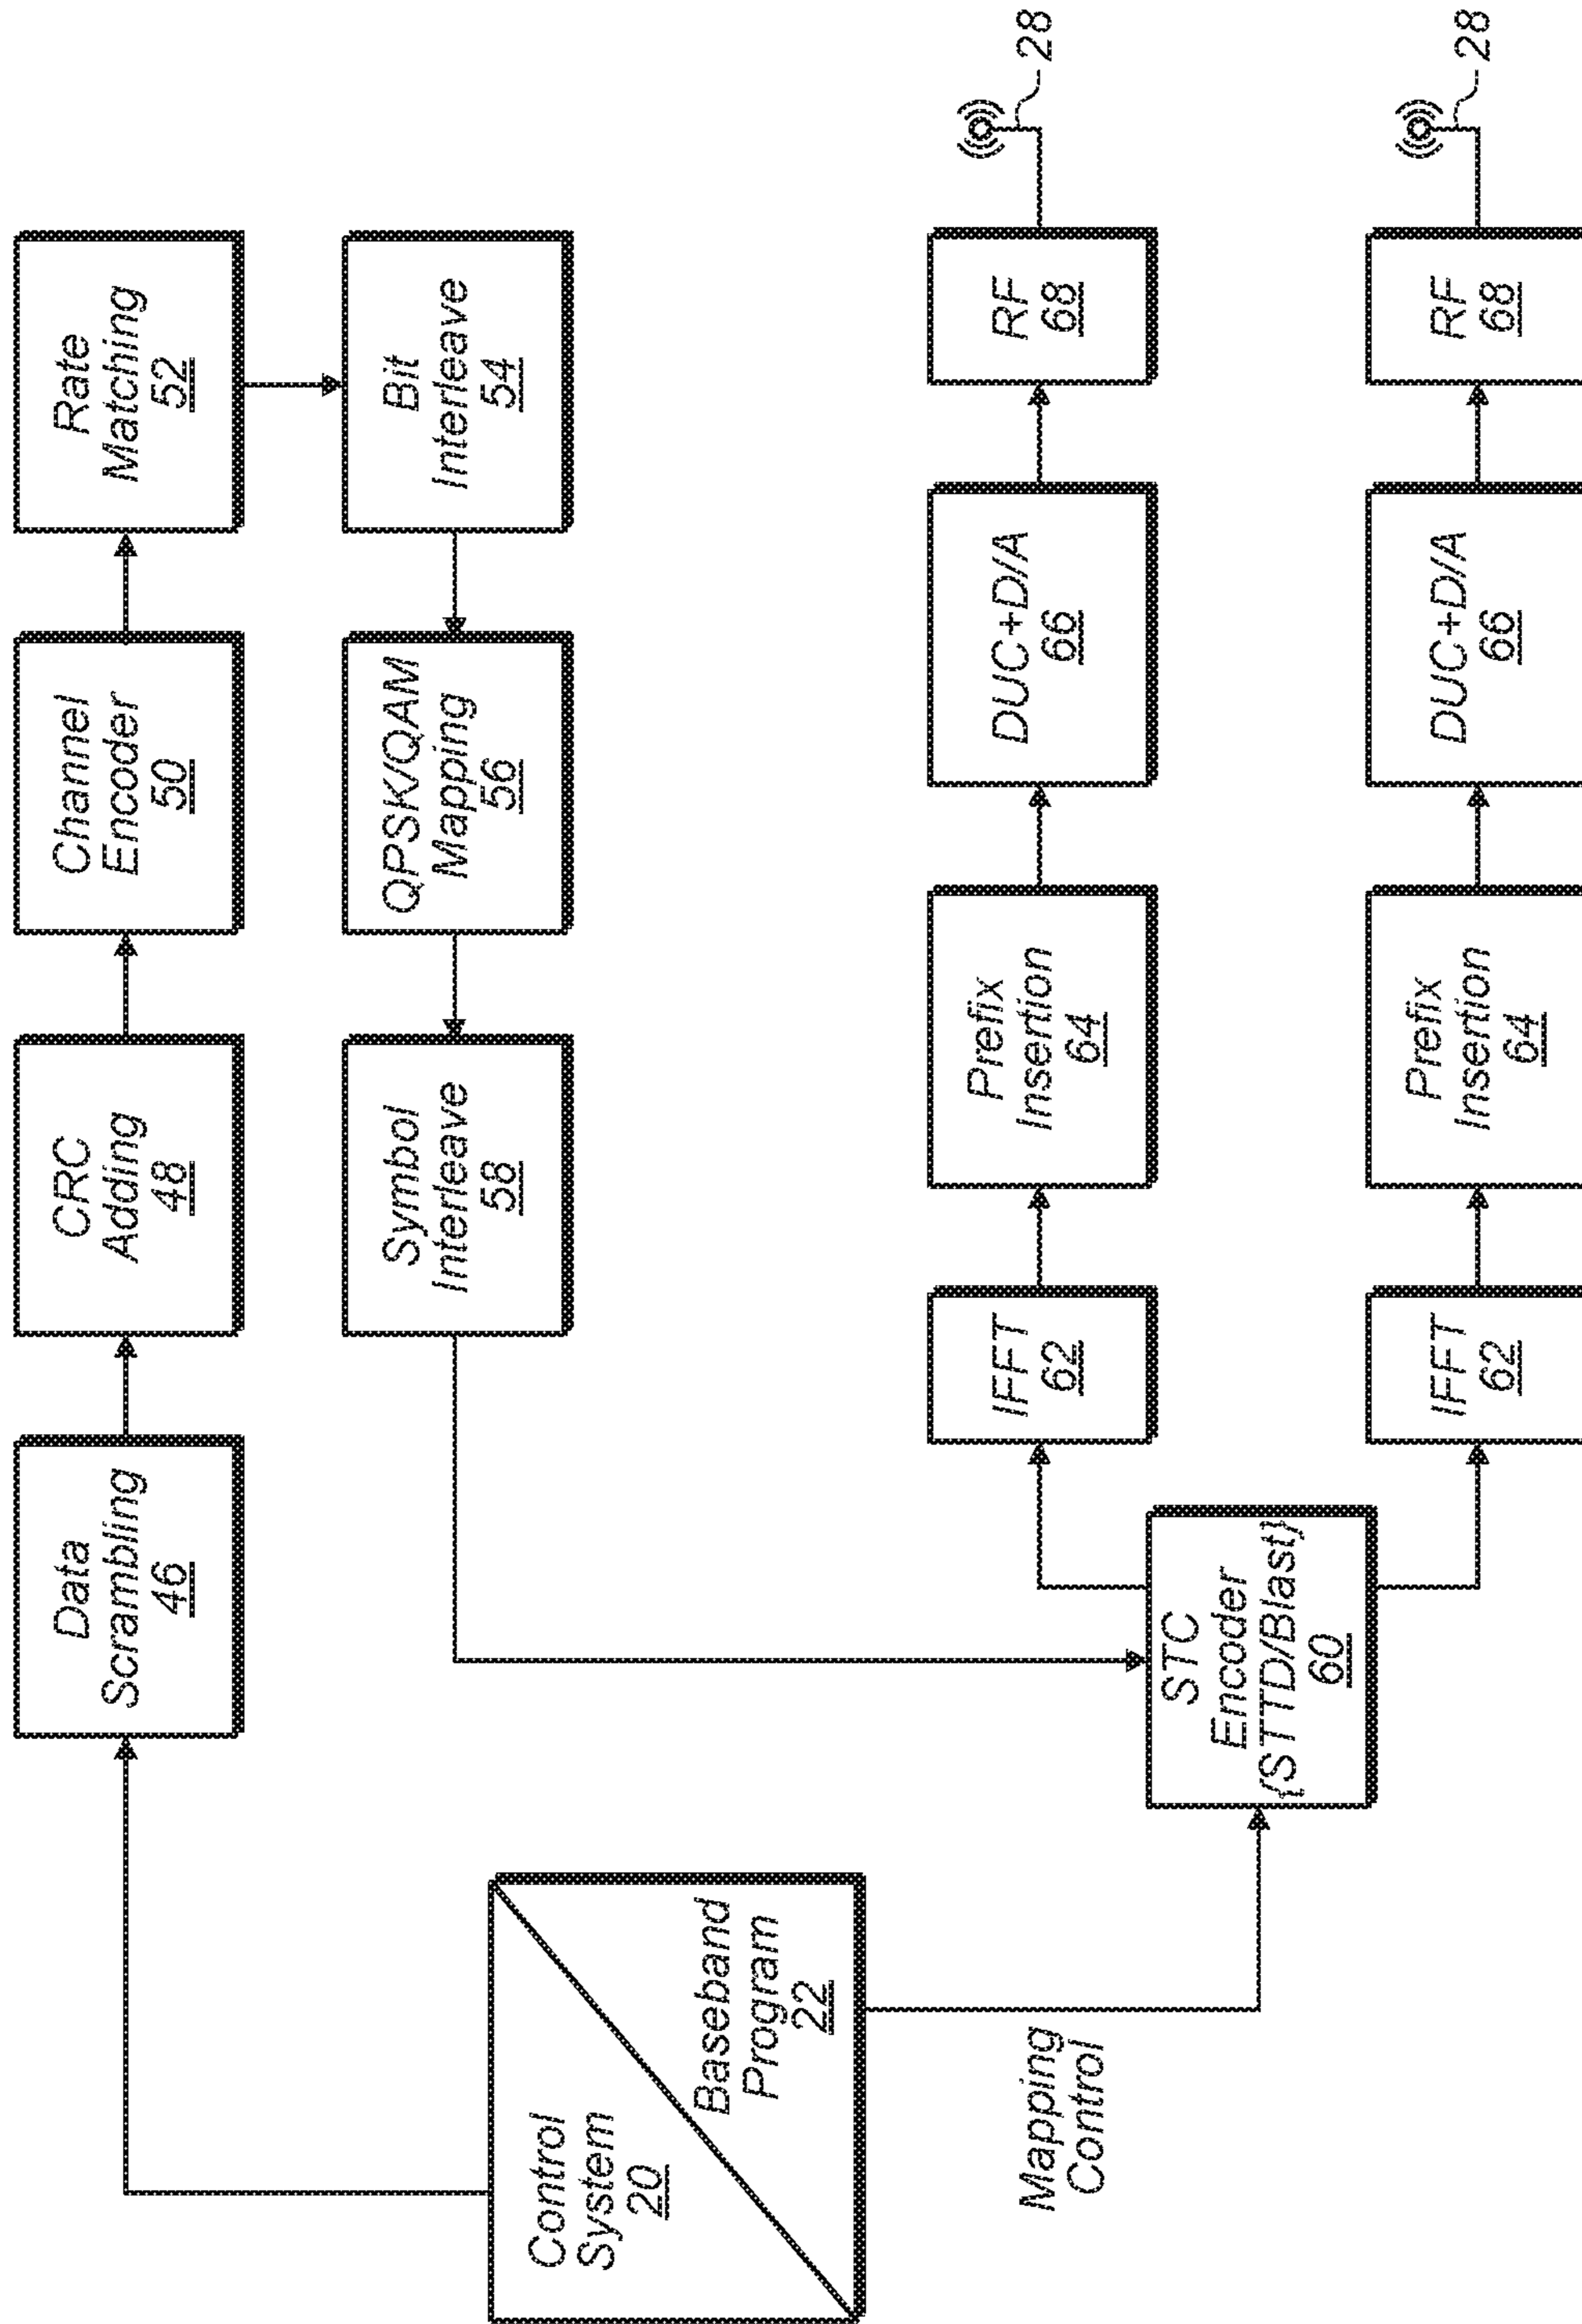 Data
Scrambling
46
CRC
Adding
48
Channel
Encoder
50
Rate
Matching
52
Symbol
Interleave
58
QPSK/QAM
Mapping
56
Bit
Interleave
54
Control
System
20
Baseband
Program
22
Mapping
Control
STC
Encoder
{STTD/Blast}
60
IFFT
62
Prefix
Insertion
64
DUC+D/A
66
RF
68
28
IFFT
62
Prefix
Insertion
64
DUC+D/A
66
RF
68
28